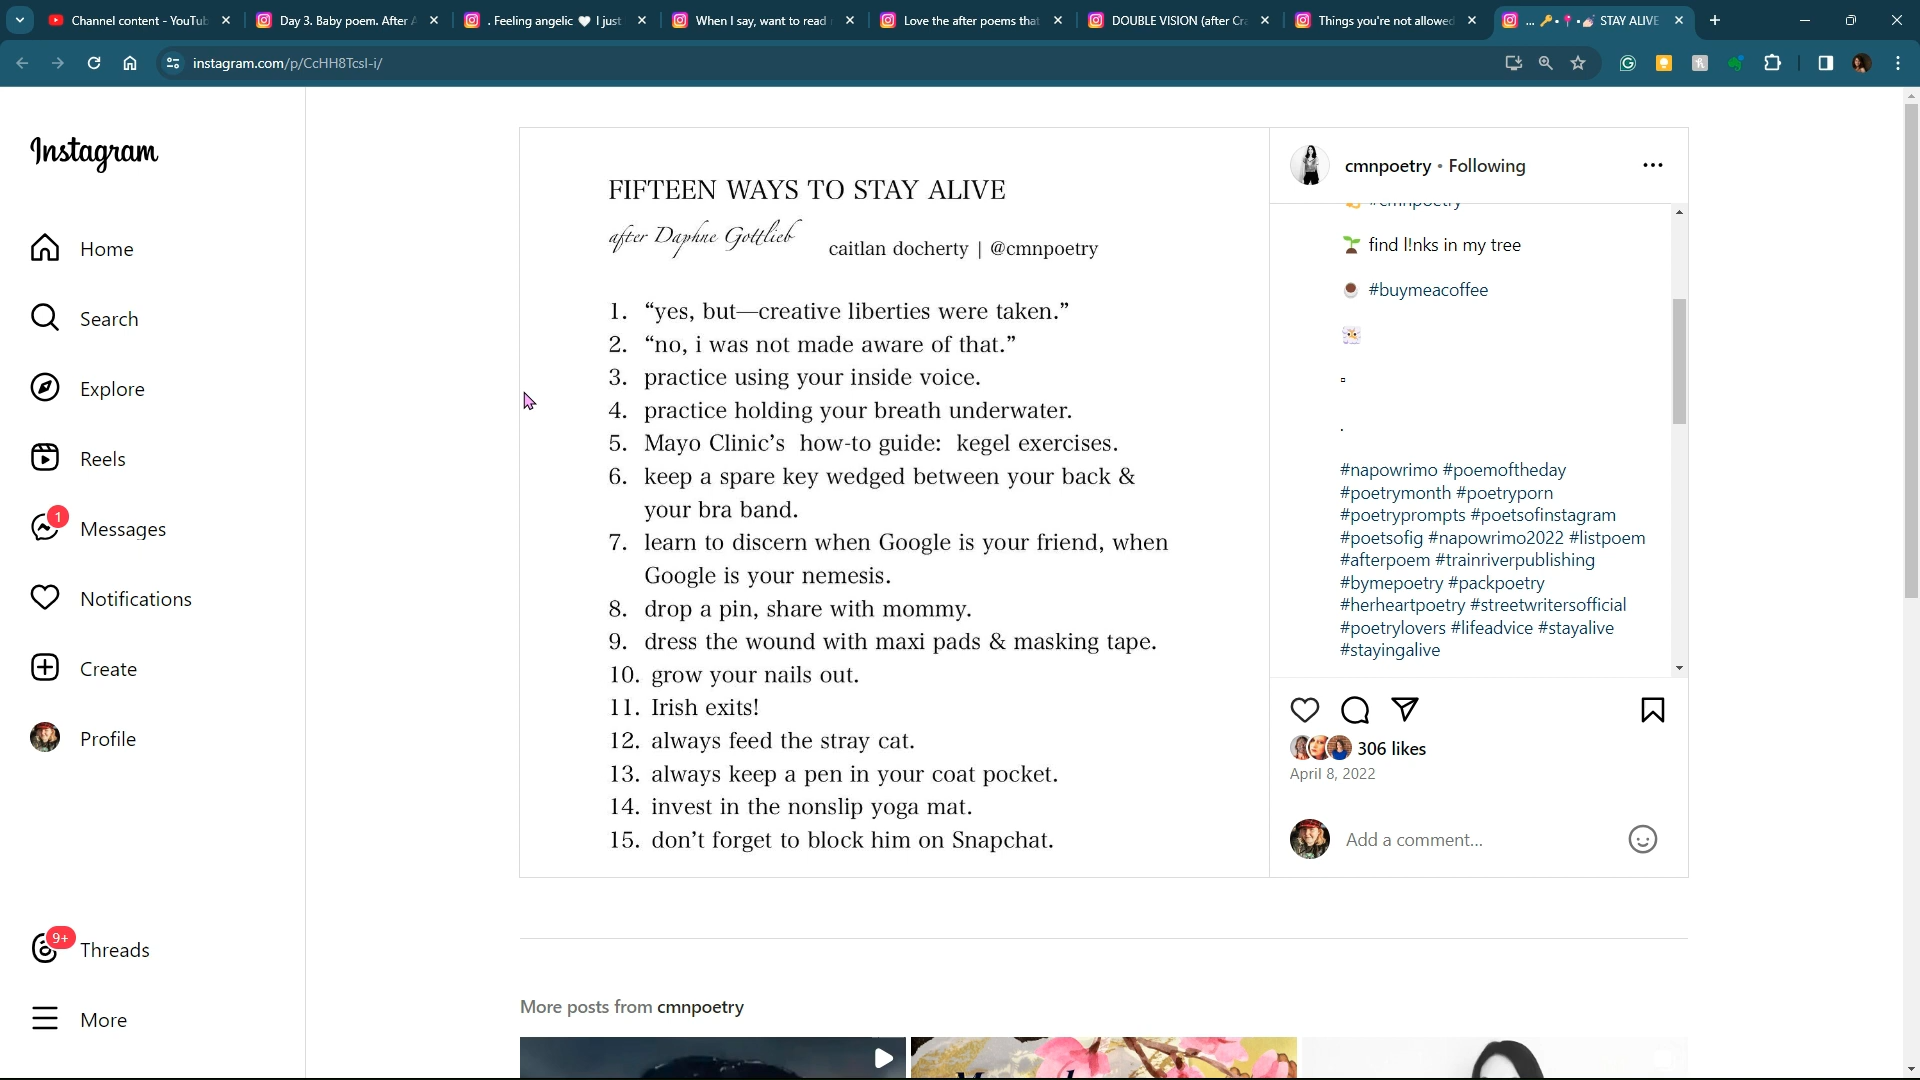 Channel content - YouTub
Day 3. Baby poem. After A
. Feeling angelic 🤍 I just
When I say, want to read
Love the after poems that
DOUBLE VISION (after Cra
Things you're not allowed
... 🔑•📍•💅🏻 STAY ALIVE
instagram.com/p/CcHH8Tcsl-i/
Instagram
Home
Search
Explore
Reels
1
Messages
Notifications
Create
Profile
9+
Threads
More
FIFTEEN WAYS TO STAY ALIVE
after Daphne Gottlieb
caitlan docherty | @cmnpoetry
1. “yes, but—creative liberties were taken.”
2. “no, i was not made aware of that.”
3. practice using your inside voice.
4. practice holding your breath underwater.
5. Mayo Clinic’s how-to guide: kegel exercises.
6. keep a spare key wedged between your back &
your bra band.
7. learn to discern when Google is your friend, when
Google is your nemesis.
8. drop a pin, share with mommy.
9. dress the wound with maxi pads & masking tape.
10. grow your nails out.
11. Irish exits!
12. always feed the stray cat.
13. always keep a pen in your coat pocket.
14. invest in the nonslip yoga mat.
15. don’t forget to block him on Snapchat.
cmnpoetry • Following
#cmnpoetry
🌱 find l!nks in my tree
☕ #buymeacoffee
.
#napowrimo #poemoftheday
#poetrymonth #poetryporn
#poetryprompts #poetsofinstagram
#poetsofig #napowrimo2022 #listpoem
#afterpoem #trainriverpublishing
#bymepoetry #packpoetry
#herheartpoetry #streetwritersofficial
#poetrylovers #lifeadvice #stayalive
#stayingalive
306 likes
April 8, 2022
Add a comment...
More posts from cmnpoetry